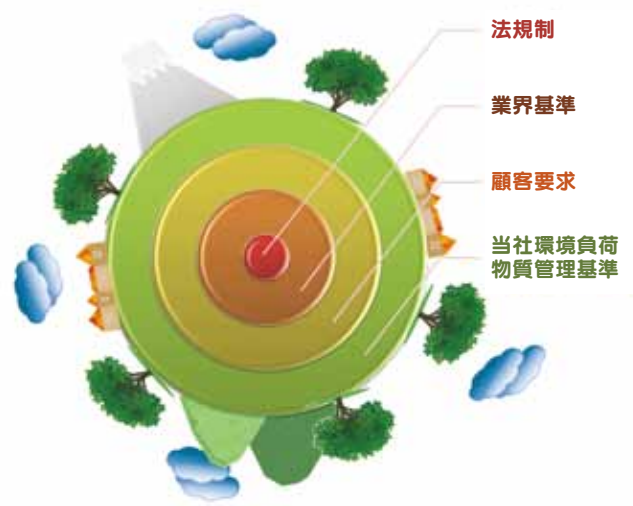 法規制
業界基準
顧客要求
当社環境負荷
物質管理基準